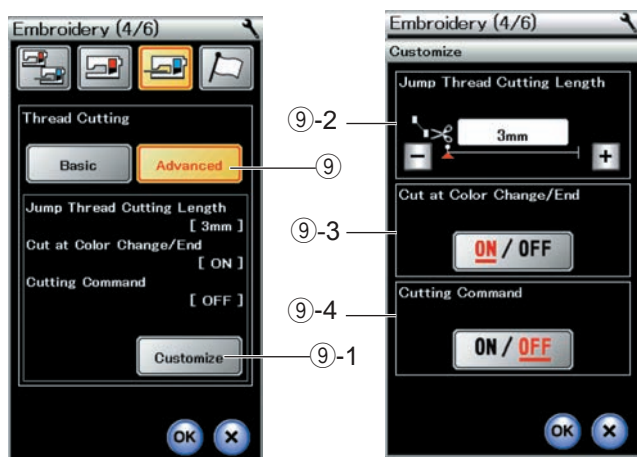 Embroidery (4/6)
Thread Cutting
Basic
Advanced
Jump Thread Cutting Length
[ 3mm ]
Cut at Color Change/End
[ ON ]
Cutting Command
[ OFF ]
Customize
OK
X
⑨
⑨-1
⑨-2
⑨-3
⑨-4
Embroidery (4/6)
Customize
Jump Thread Cutting Length
3mm
− +
Cut at Color Change/End
ON / OFF
Cutting Command
ON / OFF
OK
X